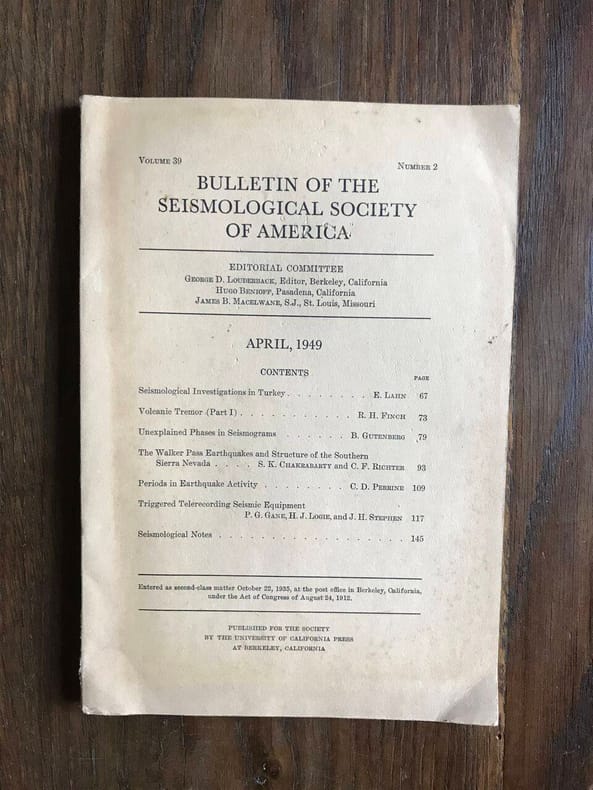 VOLUME 39 NUMBER 2
BULLETIN OF THE
SEISMOLOGICAL SOCIETY
OF AMERICA
EDITORIAL COMMITTEE
GEORGE D. LOUDERBACK, Editor, Berkeley, California
HUGO BENIOFF, Pasadena, California
JAMES B. MACELWANE, S.J., St. Louis, Missouri
APRIL, 1949
CONTENTS
PAGE
Seismological Investigations in Turkey . . . . . . . . E. LAHN 67
Volcanic Tremor (Part I) . . . . . . . . . . . R. H. FINCH 73
Unexplained Phases in Seismograms . . . . . . B. GUTENBERG 79
The Walker Pass Earthquakes and Structure of the Southern
Sierra Nevada . . . . S. K. CHAKRABARTY and C. F. RICHTER 93
Periods in Earthquake Activity . . . . . . . . C. D. PERRINE 109
Triggered Telerecording Seismic Equipment
P. G. GANE, H. J. LOGIE, and J. H. STEPHEN 117
Seismological Notes . . . . . . . . . . . . . . . . . . 145
Entered as second-class matter October 22, 1935, at the post office in Berkeley, California,
under the Act of Congress of August 24, 1912.
PUBLISHED FOR THE SOCIETY
BY THE UNIVERSITY OF CALIFORNIA PRESS
AT BERKELEY, CALIFORNIA